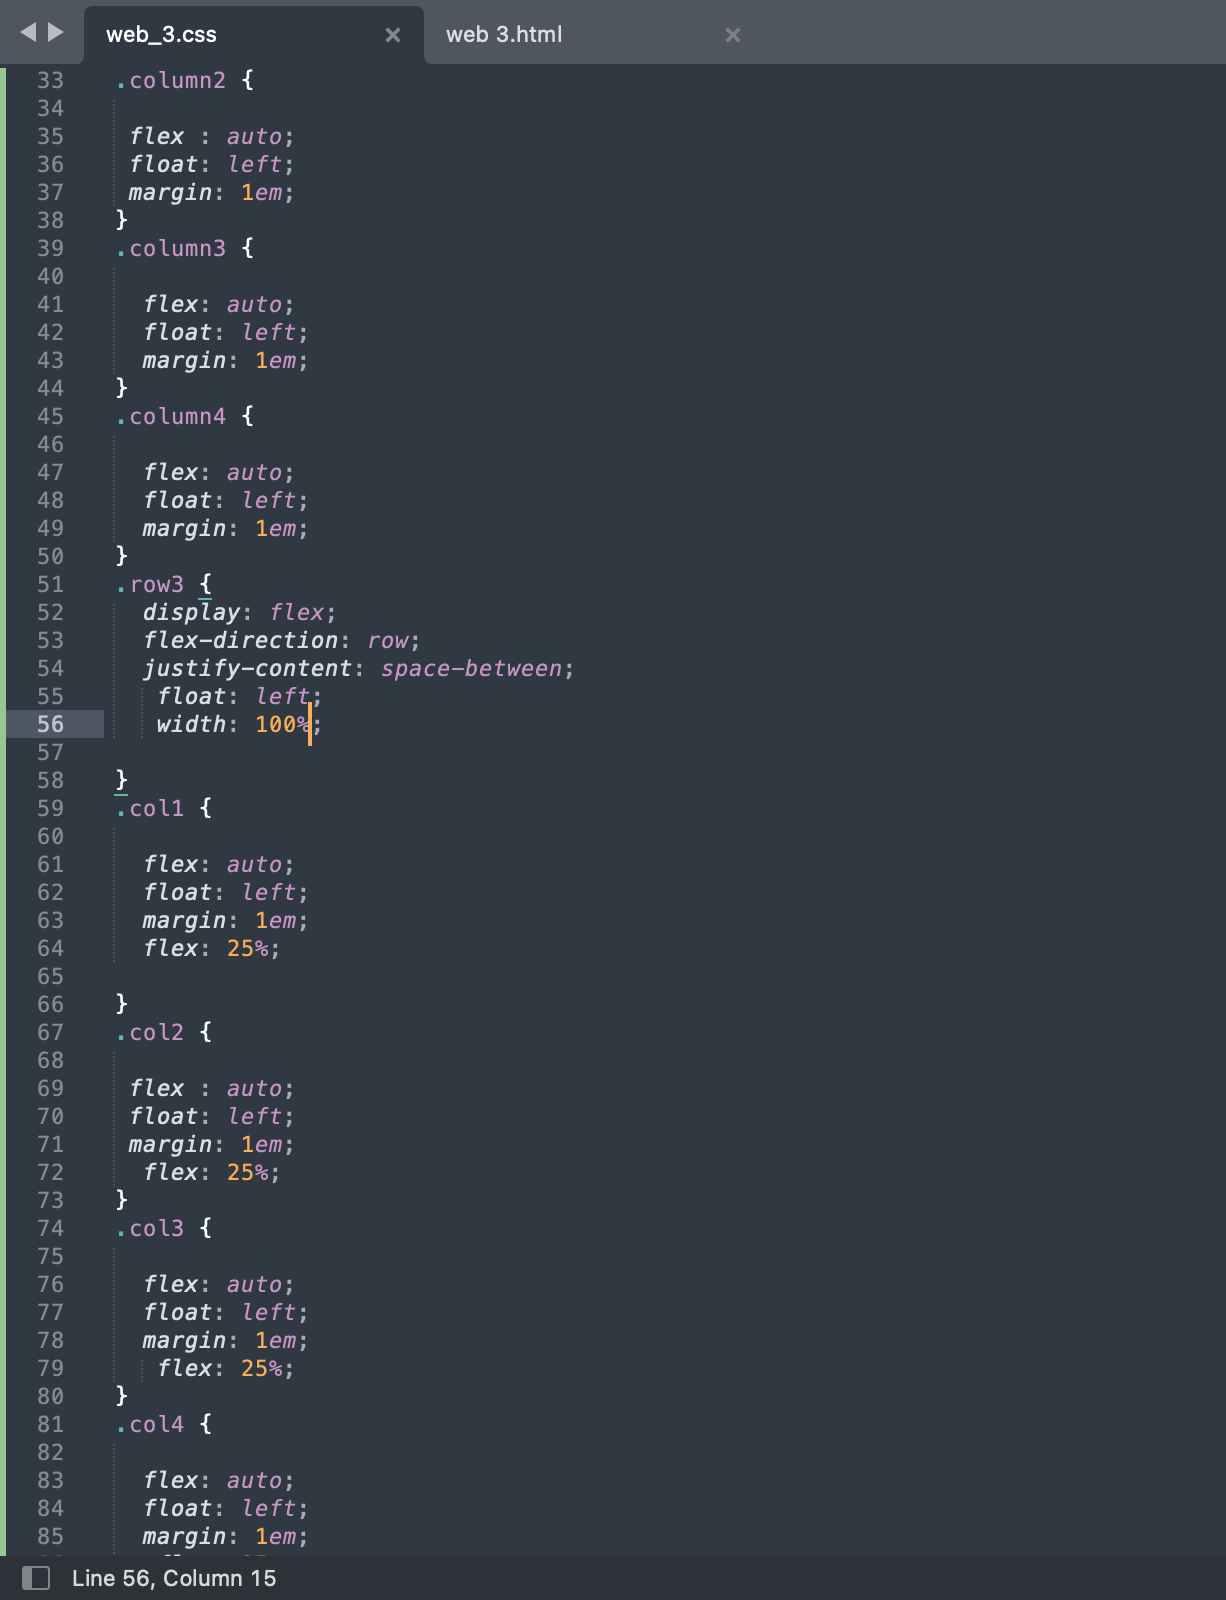 web_3.css × web 3.html ×
33 .column2 {
34
35 flex : auto;
36 float: left;
37 margin: 1em;
38 }
39 .column3 {
40
41 flex: auto;
42 float: left;
43 margin: 1em;
44 }
45 .column4 {
46
47 flex: auto;
48 float: left;
49 margin: 1em;
50 }
51 .row3 {
52 display: flex;
53 flex-direction: row;
54 justify-content: space-between;
55 float: left;
56 width: 100%;
57
58 }
59 .col1 {
60
61 flex: auto;
62 float: left;
63 margin: 1em;
64 flex: 25%;
65
66 }
67 .col2 {
68
69 flex : auto;
70 float: left;
71 margin: 1em;
72 flex: 25%;
73 }
74 .col3 {
75
76 flex: auto;
77 float: left;
78 margin: 1em;
79 flex: 25%;
80 }
81 .col4 {
82
83 flex: auto;
84 float: left;
85 margin: 1em;
Line 56, Column 15